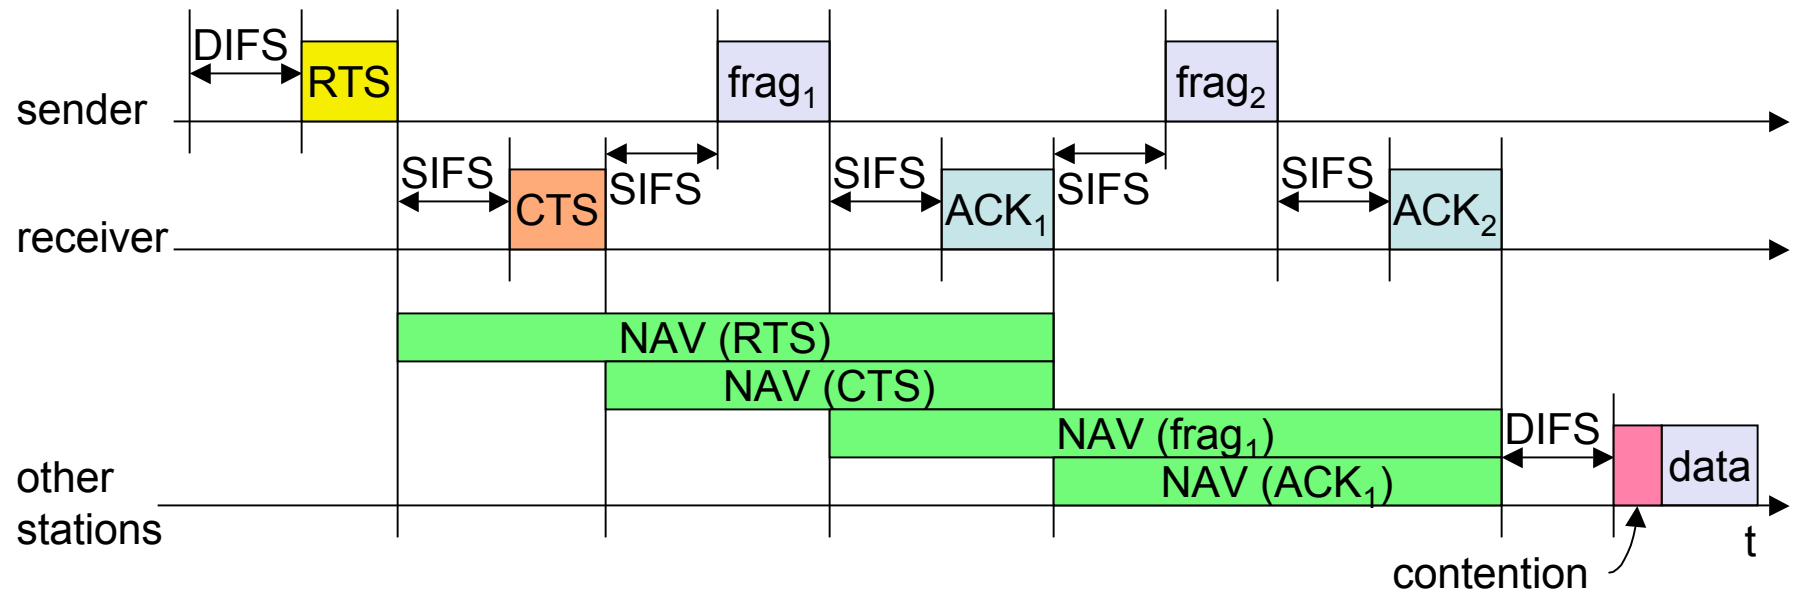 DIFS
RTS
frag₁
frag₂
sender
SIFS
CTS
SIFS
SIFS
ACK₁
SIFS
SIFS
ACK₂
receiver
NAV (RTS)
NAV (CTS)
NAV (frag₁)
DIFS
NAV (ACK₁)
data
other
stations
t
contention